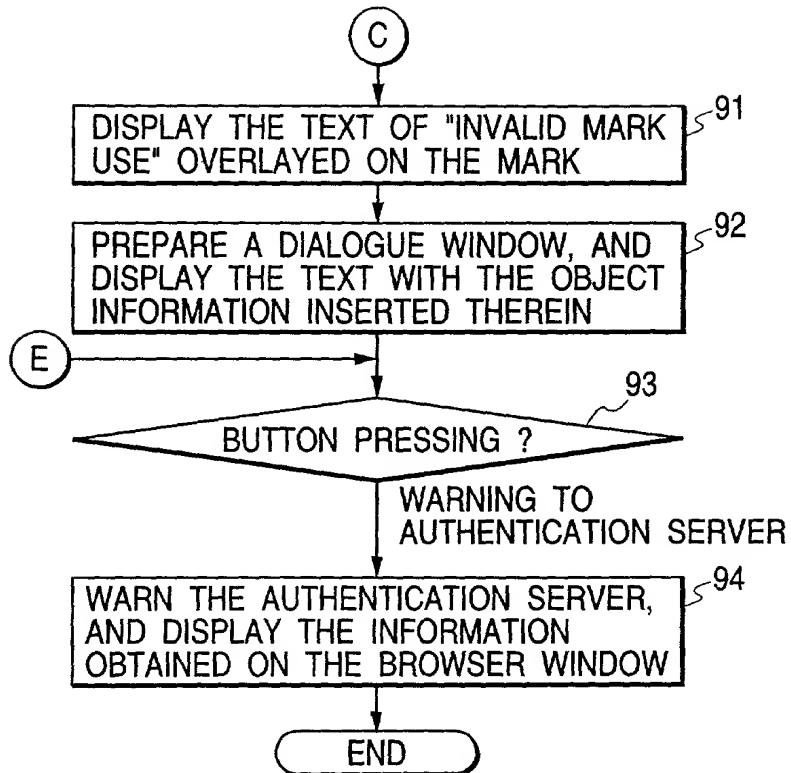 C
DISPLAY THE TEXT OF "INVALID MARK
USE" OVERLAYED ON THE MARK
91
PREPARE A DIALOGUE WINDOW, AND
DISPLAY THE TEXT WITH THE OBJECT
INFORMATION INSERTED THEREIN
92
E
BUTTON PRESSING ?
93
WARNING TO
AUTHENTICATION SERVER
WARN THE AUTHENTICATION SERVER,
AND DISPLAY THE INFORMATION
OBTAINED ON THE BROWSER WINDOW
94
END